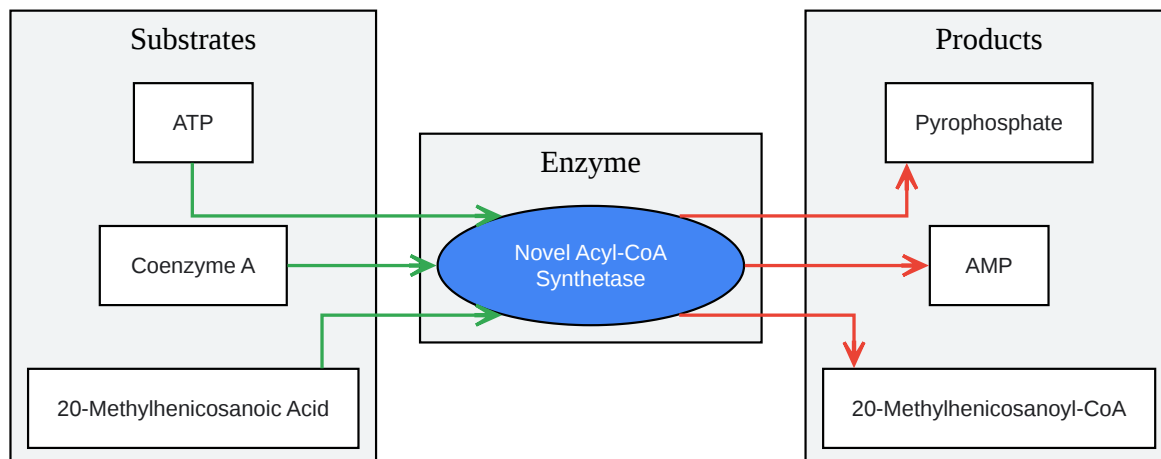 Substrates
ATP
Coenzyme A
20-Methylhenicosanoic Acid
Enzyme
Novel Acyl-CoA
Synthetase
Products
Pyrophosphate
AMP
20-Methylhenicosanoyl-CoA